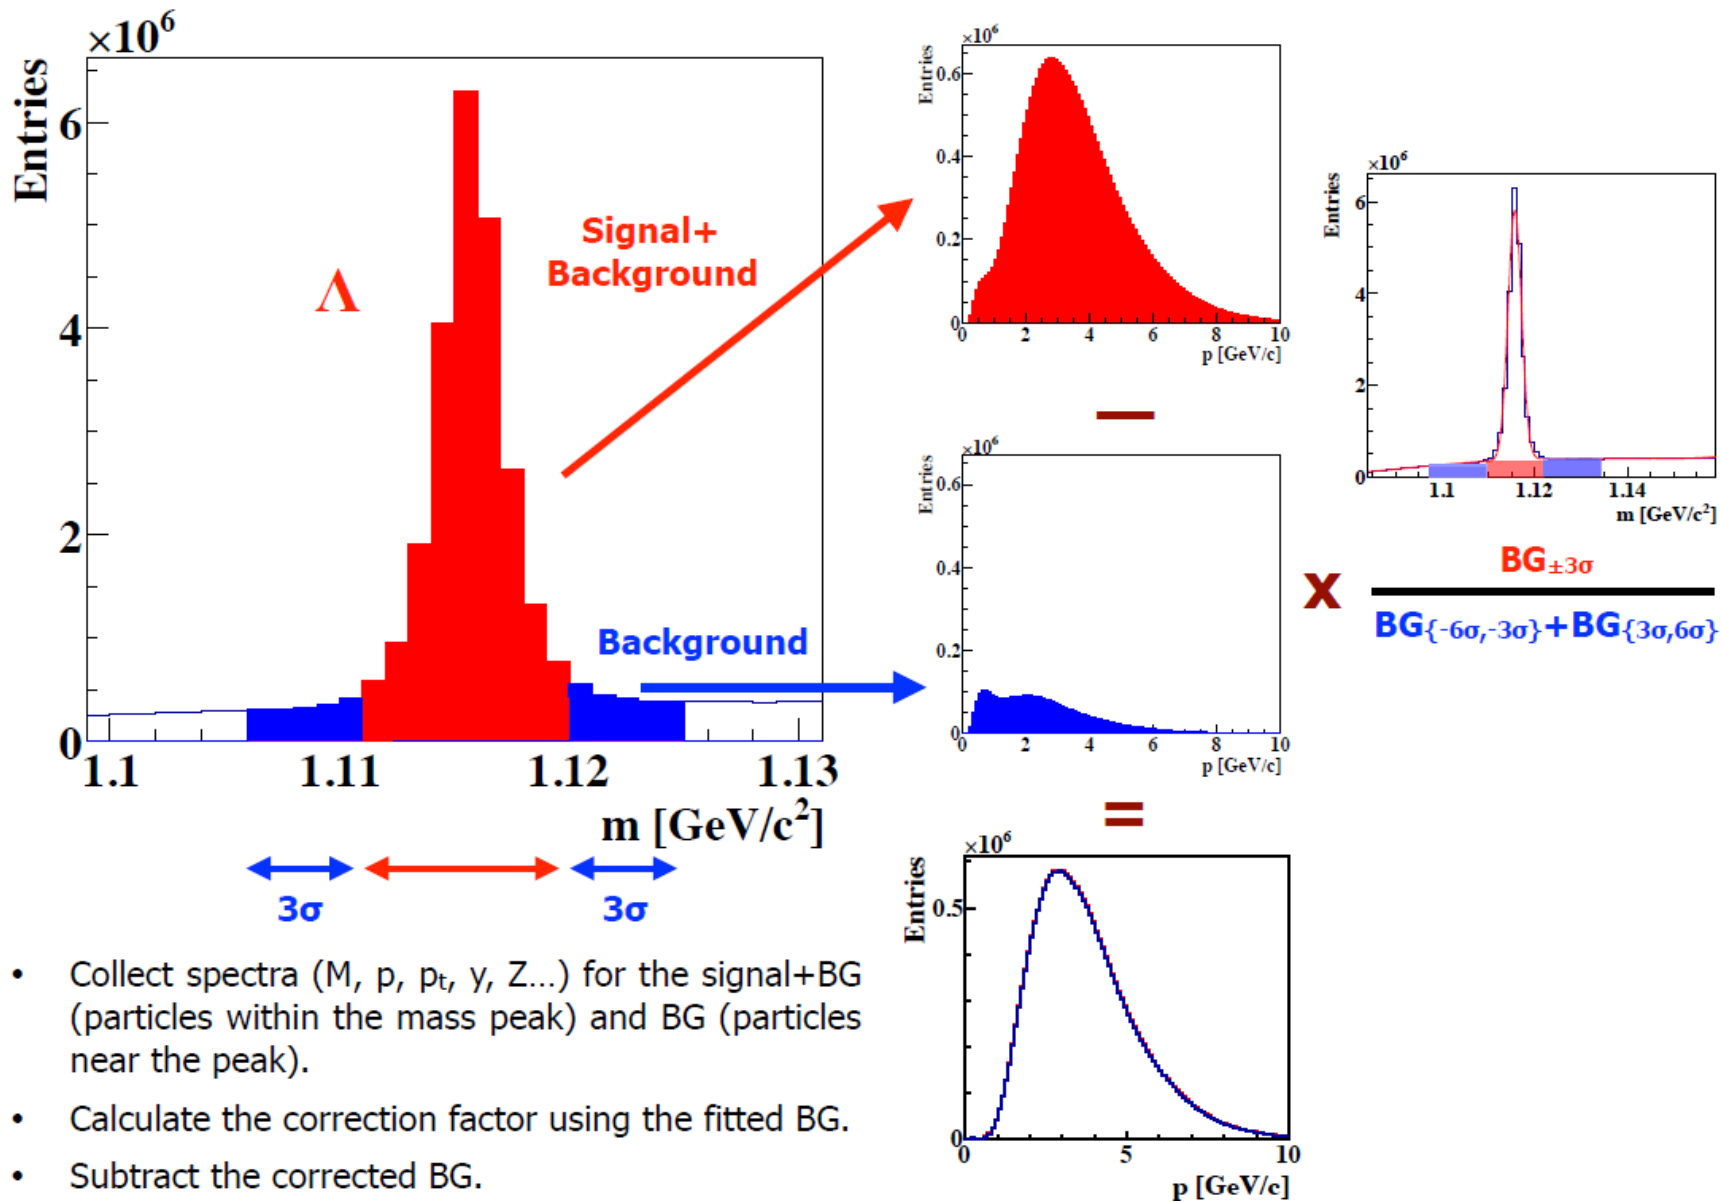 ×10⁶
Entries
6
4
2
0
1.1
1.11
1.12
1.13
m [GeV/c²]
Λ
Signal+
Background
Background
3σ
3σ
×10⁶
Entries
0.6
0.4
0.2
0
0 2 4 6 8 10
p [GeV/c]
—
×10⁶
Entries
0.6
0.4
0.2
0
0 2 4 6 8 10
p [GeV/c]
x
×10⁶
Entries
6
4
2
0
1.1 1.12 1.14
m [GeV/c²]
BG±3σ
BG{-6σ,-3σ}+BG{3σ,6σ}
=
×10⁶
Entries
0.5
0
0 5 10
p [GeV/c]
• Collect spectra (M, p, pₜ, y, Z...) for the signal+BG
(particles within the mass peak) and BG (particles
near the peak).
• Calculate the correction factor using the fitted BG.
• Subtract the corrected BG.